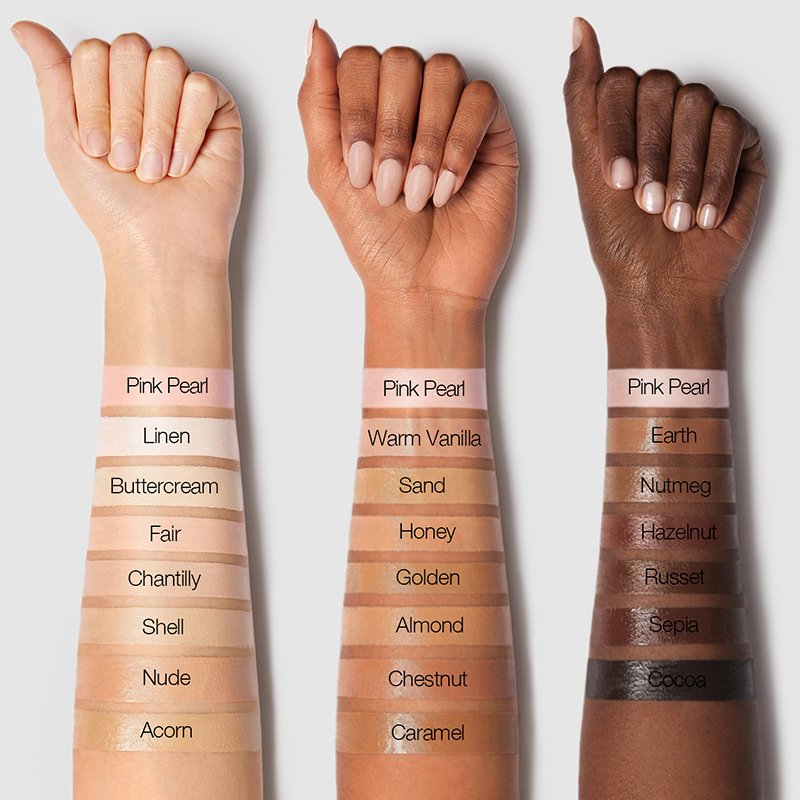 Pink Pearl
Linen
Buttercream
Fair
Chantilly
Shell
Nude
Acorn
Pink Pearl
Warm Vanilla
Sand
Honey
Golden
Almond
Chestnut
Caramel
Pink Pearl
Earth
Nutmeg
Hazelnut
Russet
Sepia
Cocoa